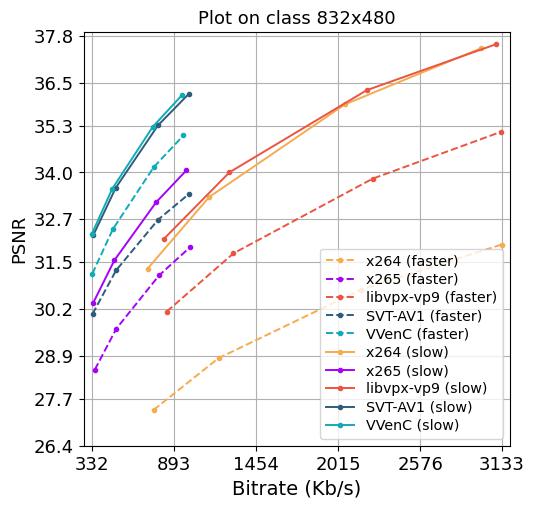 Plot on class 832x480
37.8
36.5
35.3
34.0
32.7
31.5
30.2
28.9
27.7
26.4
PSNR
x264 (faster)
x265 (faster)
libvpx-vp9 (faster)
SVT-AV1 (faster)
VVenC (faster)
x264 (slow)
x265 (slow)
libvpx-vp9 (slow)
SVT-AV1 (slow)
VVenC (slow)
332 893 1454 2015 2576 3133
Bitrate (Kb/s)